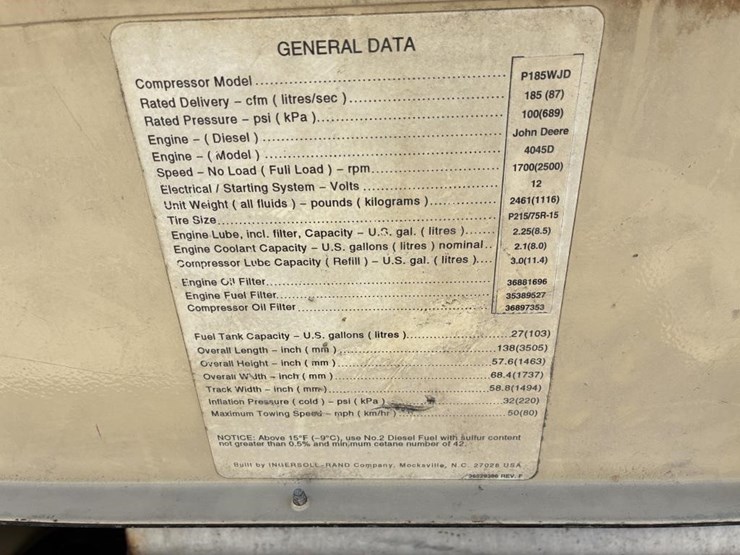 GENERAL DATA
Compressor Model ........ P185WJD
Rated Delivery – cfm ( litres/sec ) ........ 185 (87)
Rated Pressure – psi ( kPa ) ........ 100(689)
Engine – ( Diesel ) ........ John Deere
Engine – ( Model ) ........ 4045D
Speed – No Load ( Full Load ) – rpm ........ 1700(2500)
Electrical / Starting System – Volts ........ 12
Unit Weight ( all fluids ) – pounds ( kilograms ) ........ 2461(1116)
Tire Size ........ P215/75R-15
Engine Lube, incl. filter, Capacity – U.S. gal. ( litres ) ........ 2.25(8.5)
Engine Coolant Capacity – U.S. gallons ( litres ) nominal .. 2.1(8.0)
Compressor Lube Capacity ( Refill ) – U.S. gal. ( litres ) .... 3.0(11.4)
Engine Oil Filter ........ 36881696
Engine Fuel Filter ........ 35389527
Compressor Oil Filter ........ 36897353
Fuel Tank Capacity – U.S. gallons ( litres ) ........ 27(103)
Overall Length – inch ( mm ) ........ 138(3505)
Overall Height – inch ( mm ) ........ 57.6(1463)
Overall Width – inch ( mm ) ........ 68.4(1737)
Track Width – inch ( mm ) ........ 58.8(1494)
Inflation Pressure ( cold ) – psi ( kPa ) ........ 32(220)
Maximum Towing Speed – mph ( km/hr ) ........ 50(80)
NOTICE: Above 15°F (–9°C), use No.2 Diesel Fuel with sulfur content
not greater than 0.5% and minimum cetane number of 42.
Built by INGERSOLL–RAND Company, Mocksville, N.C. 27028 USA
REV. F